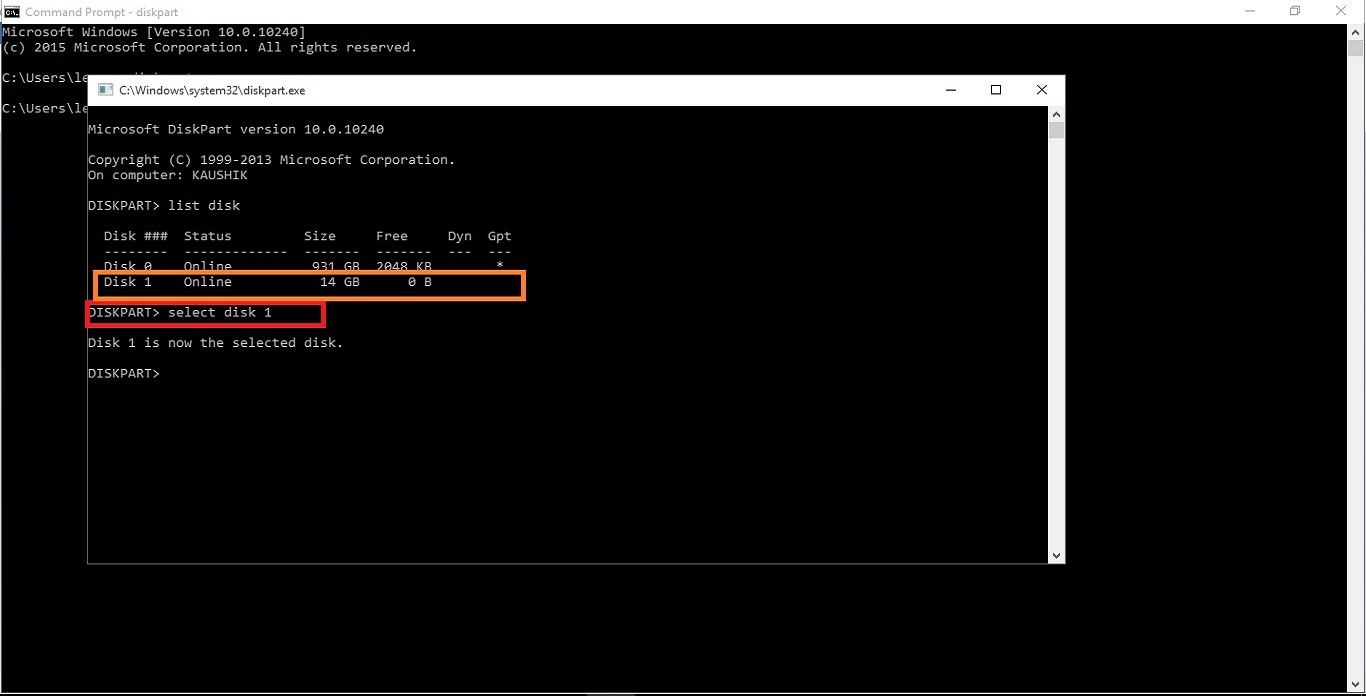 Command Prompt - diskpart
Microsoft Windows [Version 10.0.10240]
(c) 2015 Microsoft Corporation. All rights reserved.
C:\Users\le
C:\Windows\system32\diskpart.exe
C:\Users\le
Microsoft DiskPart version 10.0.10240
Copyright (C) 1999-2013 Microsoft Corporation.
On computer: KAUSHIK
DISKPART> list disk
Disk ### Status Size Free Dyn Gpt
-------- ------------- ------- ------- --- ---
Disk 0 Online 931 GB 2048 KB *
Disk 1 Online 14 GB 0 B
DISKPART> select disk 1
Disk 1 is now the selected disk.
DISKPART>